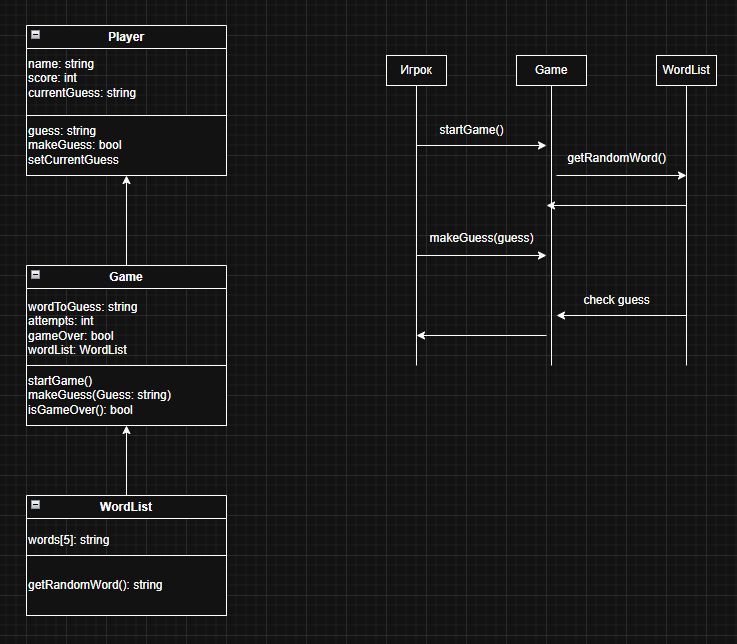 Player
name: string
score: int
currentGuess: string
guess: string
makeGuess: bool
setCurrentGuess
Game
wordToGuess: string
attempts: int
gameOver: bool
wordList: WordList
startGame()
makeGuess(Guess: string)
isGameOver(): bool
WordList
words[5]: string
getRandomWord(): string
Игрок
Game
WordList
startGame()
getRandomWord()
makeGuess(guess)
check guess